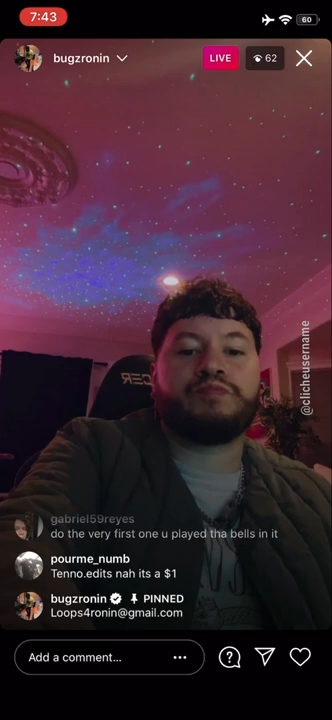 7:43
60
bugzronin
LIVE
62
@clicheusername
gabriel59reyes
do the very first one u played tha bells in it
pourme_numb
Tenno.edits nah its a $1
bugzronin PINNED
Loops4ronin@gmail.com
Add a comment...